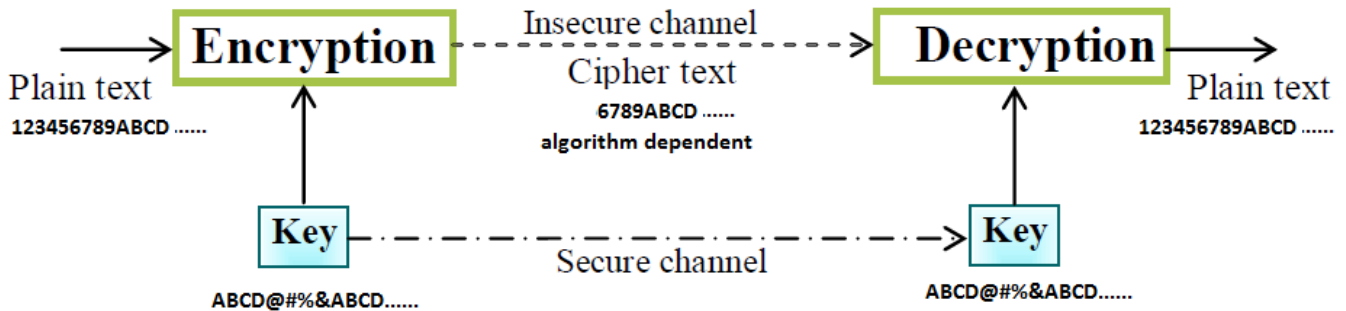 Insecure channel
Encryption
Decryption
Plain text
123456789ABCD ......
Cipher text
6789ABCD ......
algorithm dependent
Plain text
123456789ABCD ......
Key
Key
Secure channel
ABCD@#%&ABCD......
ABCD@#%&ABCD......